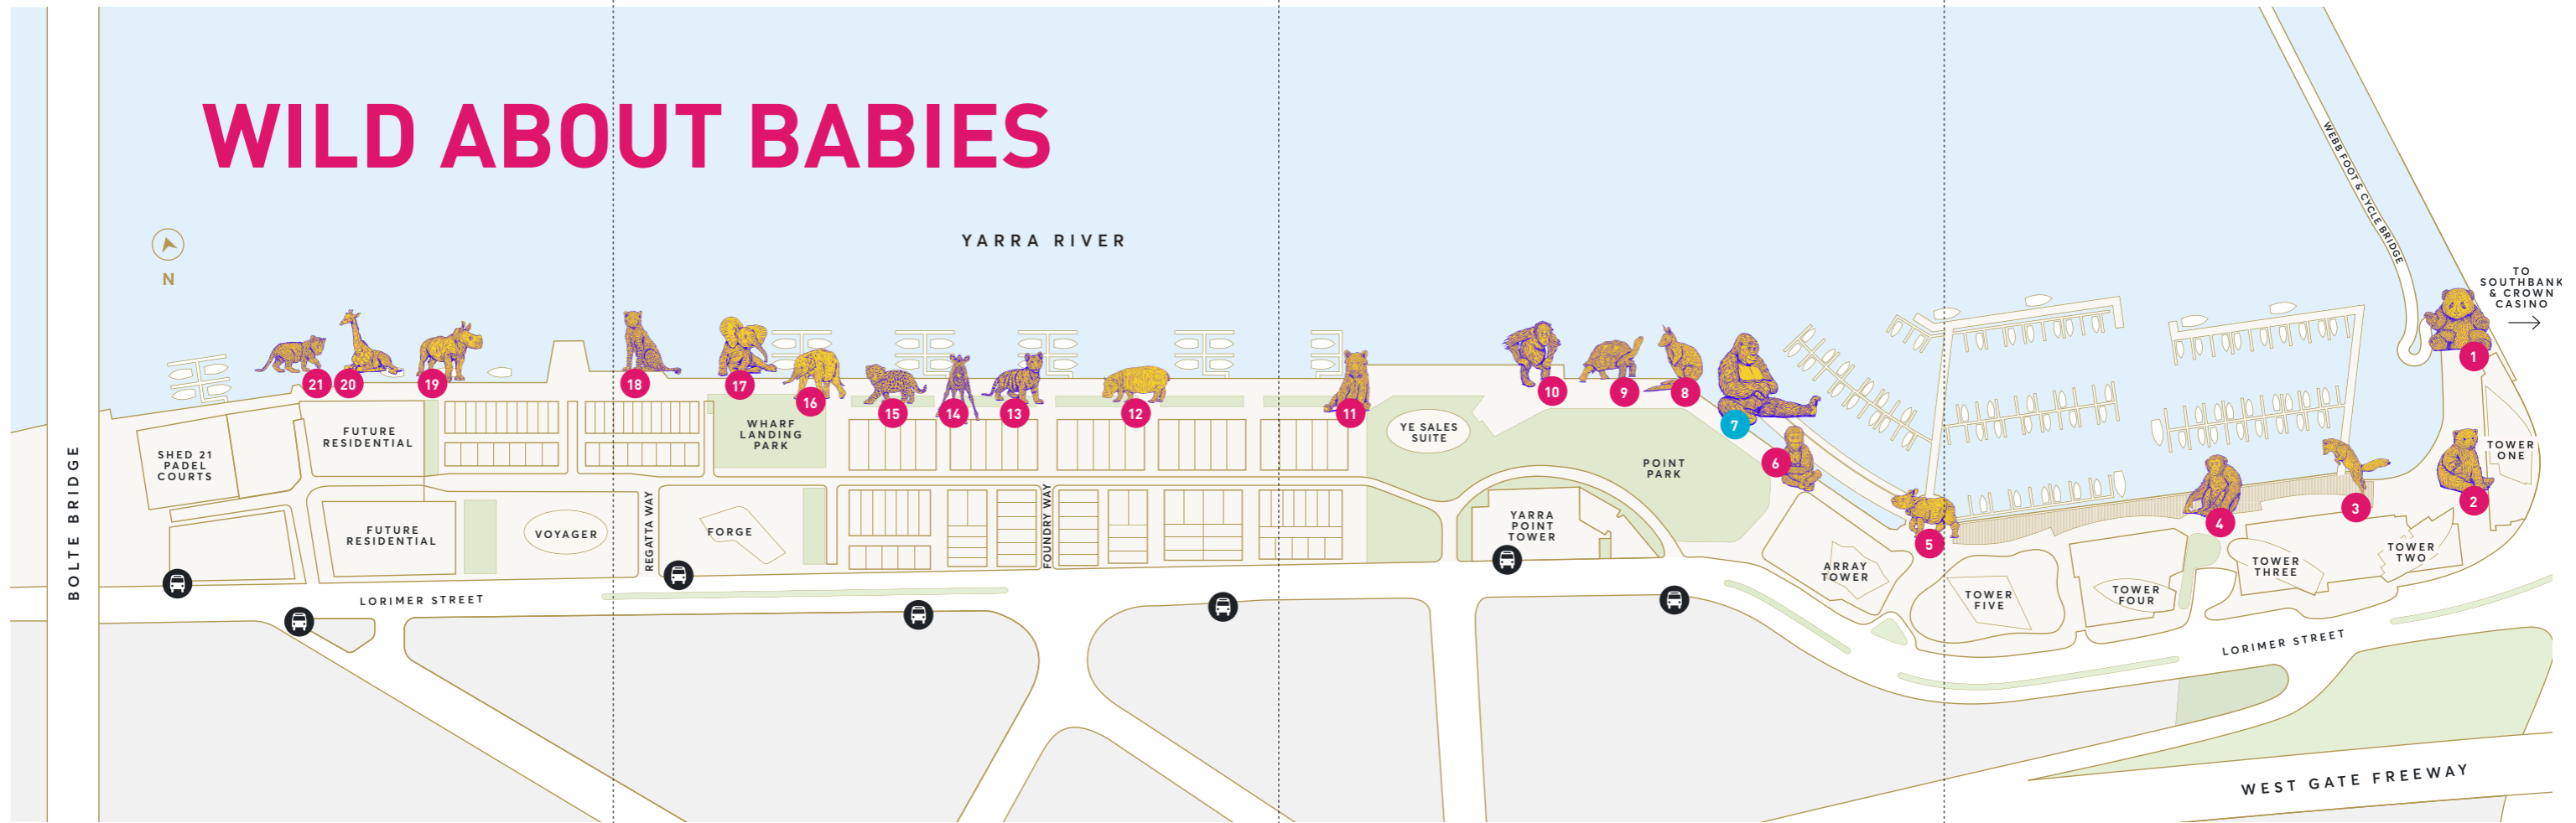 WILD ABOUT BABIES
YARRA RIVER
N
WEBB FOOT & CYCLE BRIDGE
TO
SOUTHBANK
& CROWN
CASINO
BOLTE BRIDGE
21
20
19
18
17
16
15
14
13
12
11
10
9
8
7
6
5
4
3
2
1
SHED 21
PADEL
COURTS
FUTURE
RESIDENTIAL
FUTURE
RESIDENTIAL
VOYAGER
REGATTA WAY
FORGE
WHARF
LANDING
PARK
FOUNDRY WAY
YE SALES
SUITE
POINT
PARK
YARRA
POINT
TOWER
ARRAY
TOWER
TOWER
FIVE
TOWER
FOUR
TOWER
THREE
TOWER
TWO
TOWER
ONE
LORIMER STREET
LORIMER STREET
WEST GATE FREEWAY